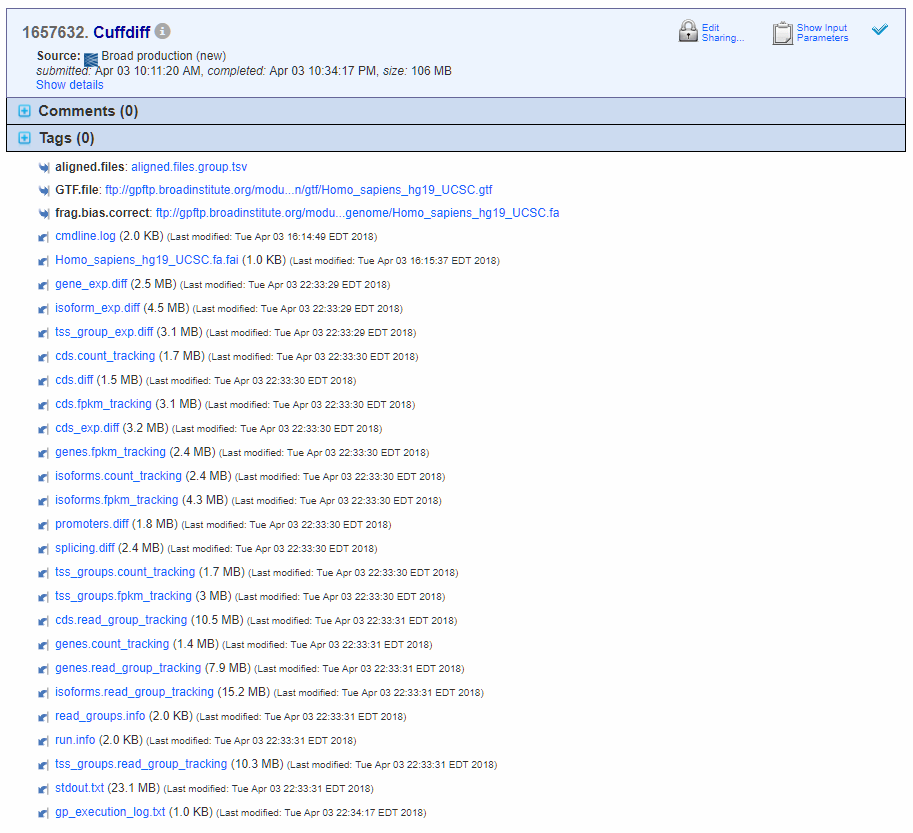 1657632. Cuffdiff
Edit Sharing...
Show Input Parameters
Source: Broad production (new)
submitted: Apr 03 10:11:20 AM, completed: Apr 03 10:34:17 PM, size: 106 MB
Show details
Comments (0)
Tags (0)
aligned.files: aligned.files.group.tsv
GTF.file: ftp://gpftp.broadinstitute.org/modu...n/gtf/Homo_sapiens_hg19_UCSC.gtf
frag.bias.correct: ftp://gpftp.broadinstitute.org/modu...genome/Homo_sapiens_hg19_UCSC.fa
cmdline.log (2.0 KB) (Last modified: Tue Apr 03 16:14:49 EDT 2018)
Homo_sapiens_hg19_UCSC.fa.fai (1.0 KB) (Last modified: Tue Apr 03 16:15:37 EDT 2018)
gene_exp.diff (2.5 MB) (Last modified: Tue Apr 03 22:33:29 EDT 2018)
isoform_exp.diff (4.5 MB) (Last modified: Tue Apr 03 22:33:29 EDT 2018)
tss_group_exp.diff (3.1 MB) (Last modified: Tue Apr 03 22:33:29 EDT 2018)
cds.count_tracking (1.7 MB) (Last modified: Tue Apr 03 22:33:30 EDT 2018)
cds.diff (1.5 MB) (Last modified: Tue Apr 03 22:33:30 EDT 2018)
cds.fpkm_tracking (3.1 MB) (Last modified: Tue Apr 03 22:33:30 EDT 2018)
cds_exp.diff (3.2 MB) (Last modified: Tue Apr 03 22:33:30 EDT 2018)
genes.fpkm_tracking (2.4 MB) (Last modified: Tue Apr 03 22:33:30 EDT 2018)
isoforms.count_tracking (2.4 MB) (Last modified: Tue Apr 03 22:33:30 EDT 2018)
isoforms.fpkm_tracking (4.3 MB) (Last modified: Tue Apr 03 22:33:30 EDT 2018)
promoters.diff (1.8 MB) (Last modified: Tue Apr 03 22:33:30 EDT 2018)
splicing.diff (2.4 MB) (Last modified: Tue Apr 03 22:33:30 EDT 2018)
tss_groups.count_tracking (1.7 MB) (Last modified: Tue Apr 03 22:33:30 EDT 2018)
tss_groups.fpkm_tracking (3 MB) (Last modified: Tue Apr 03 22:33:30 EDT 2018)
cds.read_group_tracking (10.5 MB) (Last modified: Tue Apr 03 22:33:31 EDT 2018)
genes.count_tracking (1.4 MB) (Last modified: Tue Apr 03 22:33:31 EDT 2018)
genes.read_group_tracking (7.9 MB) (Last modified: Tue Apr 03 22:33:31 EDT 2018)
isoforms.read_group_tracking (15.2 MB) (Last modified: Tue Apr 03 22:33:31 EDT 2018)
read_groups.info (2.0 KB) (Last modified: Tue Apr 03 22:33:31 EDT 2018)
run.info (2.0 KB) (Last modified: Tue Apr 03 22:33:31 EDT 2018)
tss_groups.read_group_tracking (10.3 MB) (Last modified: Tue Apr 03 22:33:31 EDT 2018)
stdout.txt (23.1 MB) (Last modified: Tue Apr 03 22:33:31 EDT 2018)
gp_execution_log.txt (1.0 KB) (Last modified: Tue Apr 03 22:34:17 EDT 2018)